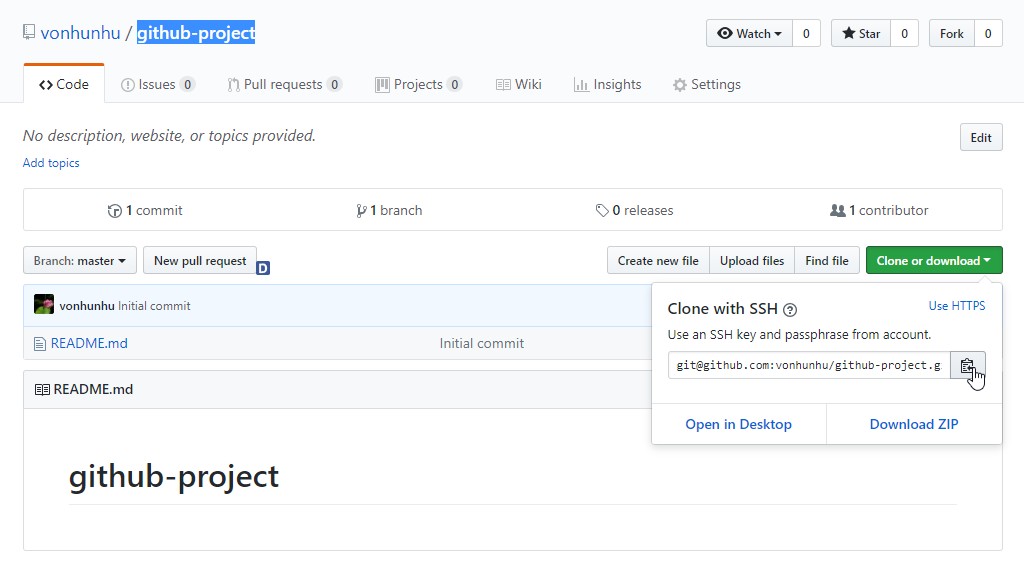 vonhunhu / github-project
Watch 0 Star 0 Fork 0
Code Issues 0 Pull requests 0 Projects 0 Wiki Insights Settings
No description, website, or topics provided. Edit
Add topics
1 commit 1 branch 0 releases 1 contributor
Branch: master New pull request D Create new file Upload files Find file Clone or download
vonhunhu Initial commit
README.md Initial commit
README.md
github-project
Clone with SSH ? Use HTTPS
Use an SSH key and passphrase from account.
git@github.com:vonhunhu/github-project.g
Open in Desktop Download ZIP